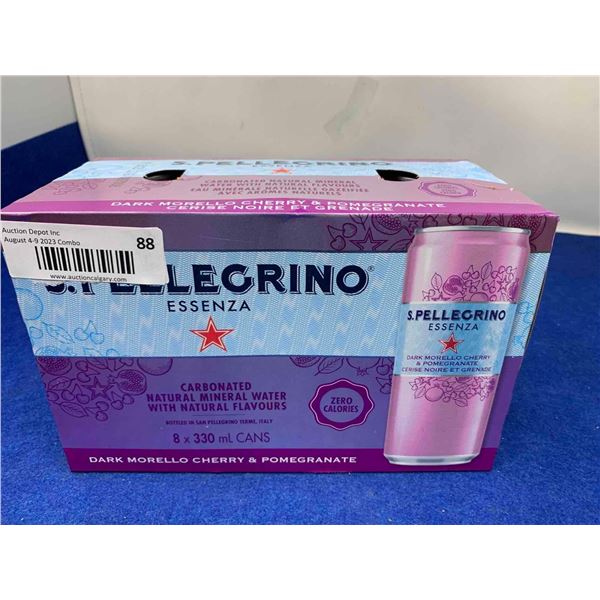 S.PELLEGRINO
ESSENZA
CARBONATED NATURAL MINERAL
WATER WITH NATURAL FLAVOURS
EAU MINÉRALE NATURELLE GAZÉIFIÉE
AVEC ARÔMES NATURELS
DARK MORELLO CHERRY & POMEGRANATE
CERISE NOIRE ET GRENADE
Auction Depot Inc
August 4-9 2023 Combo
88
www.auctioncalgary.com
S.PELLEGRINO®
ESSENZA
CARBONATED
NATURAL MINERAL WATER
WITH NATURAL FLAVOURS
BOTTLED IN SAN PELLEGRINO TERME, ITALY
8 x 330 mL CANS
ZERO
CALORIES
DARK MORELLO CHERRY & POMEGRANATE
S.PELLEGRINO
ESSENZA
DARK MORELLO CHERRY
& POMEGRANATE
CERISE NOIRE ET GRENADE